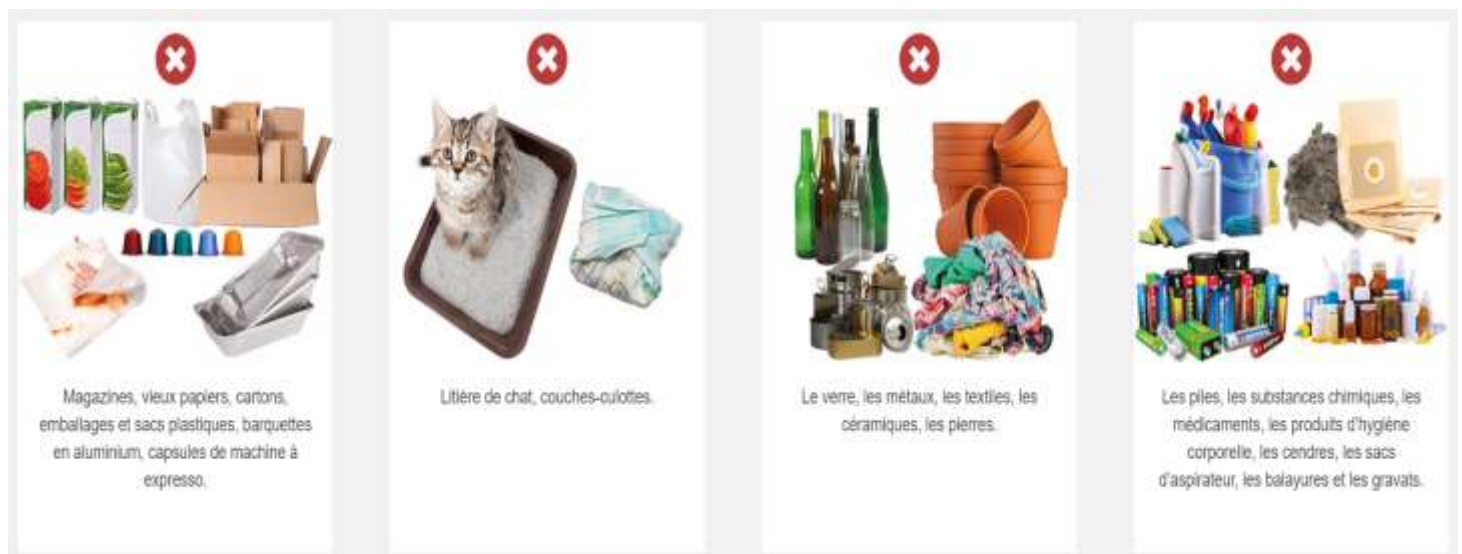 Magazines, vieux papiers, cartons,
emballages et sacs plastiques, barquettes
en aluminium, capsules de machine à
expresso.
Litière de chat, couches-culottes.
Le verre, les métaux, les textiles, les
céramiques, les pierres.
Les piles, les substances chimiques, les
médicaments, les produits d'hygiène
corporelle, les cendres, les sacs
d'aspirateur, les balayures et les gravats.